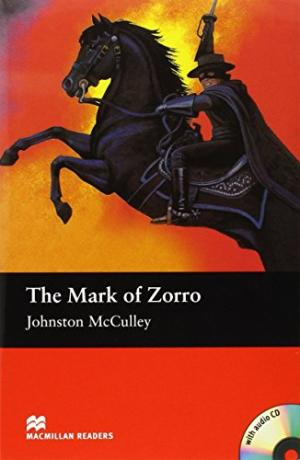 The Mark of Zorro
Johnston McCulley
MACMILLAN READERS
with audio CD